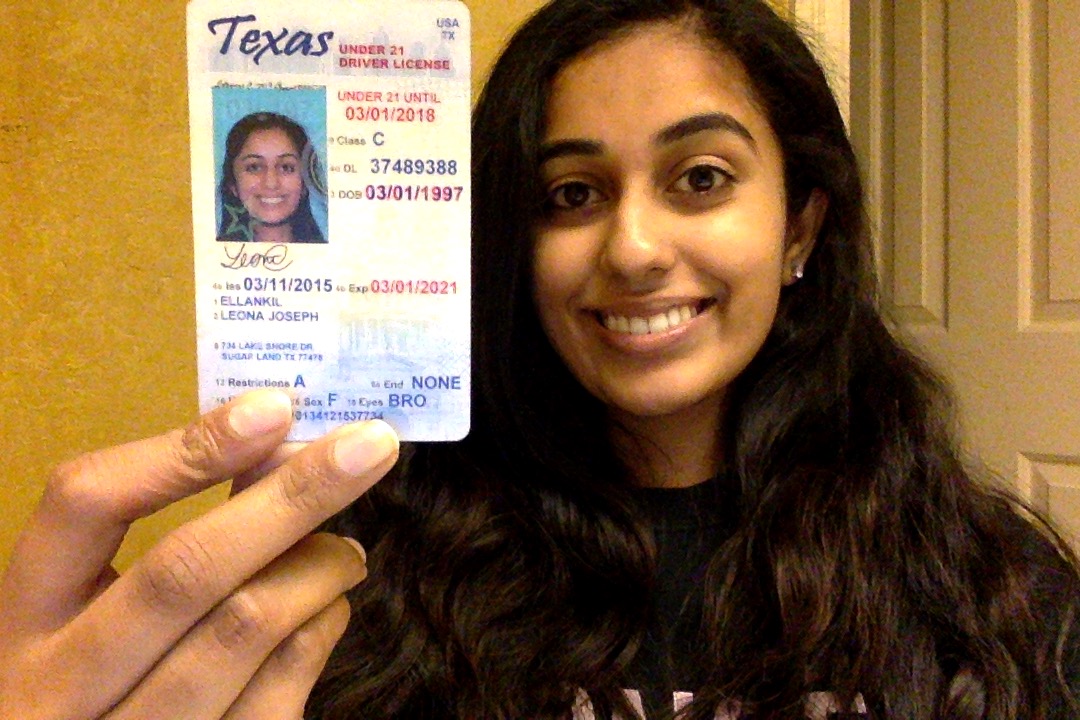 Texas
USA
TX
UNDER 21
DRIVER LICENSE
UNDER 21 UNTIL
03/01/2018
9 Class C
4d DL 37489388
3 DOB 03/01/1997
Leona
4a Iss 03/11/2015 4b Exp 03/01/2021
1 ELLANKIL
2 LEONA JOSEPH
8 734 LAKE SHORE DR
SUGAR LAND TX 77478
12 Restrictions A 9a End NONE
16 Sex F 18 Eyes BRO